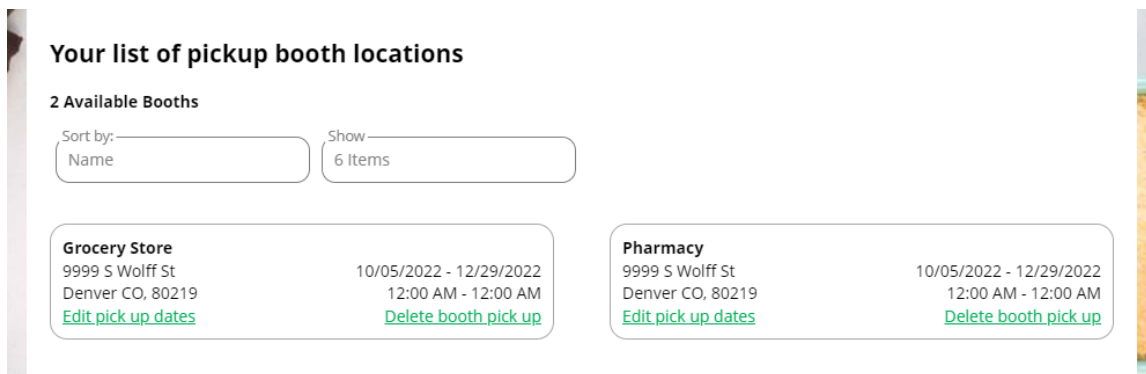 Your list of pickup booth locations
2 Available Booths
Sort by:
Name
Show
6 Items
Grocery Store
9999 S Wolff St
10/05/2022 - 12/29/2022
Denver CO, 80219
12:00 AM - 12:00 AM
Edit pick up dates
Delete booth pick up
Pharmacy
9999 S Wolff St
10/05/2022 - 12/29/2022
Denver CO, 80219
12:00 AM - 12:00 AM
Edit pick up dates
Delete booth pick up